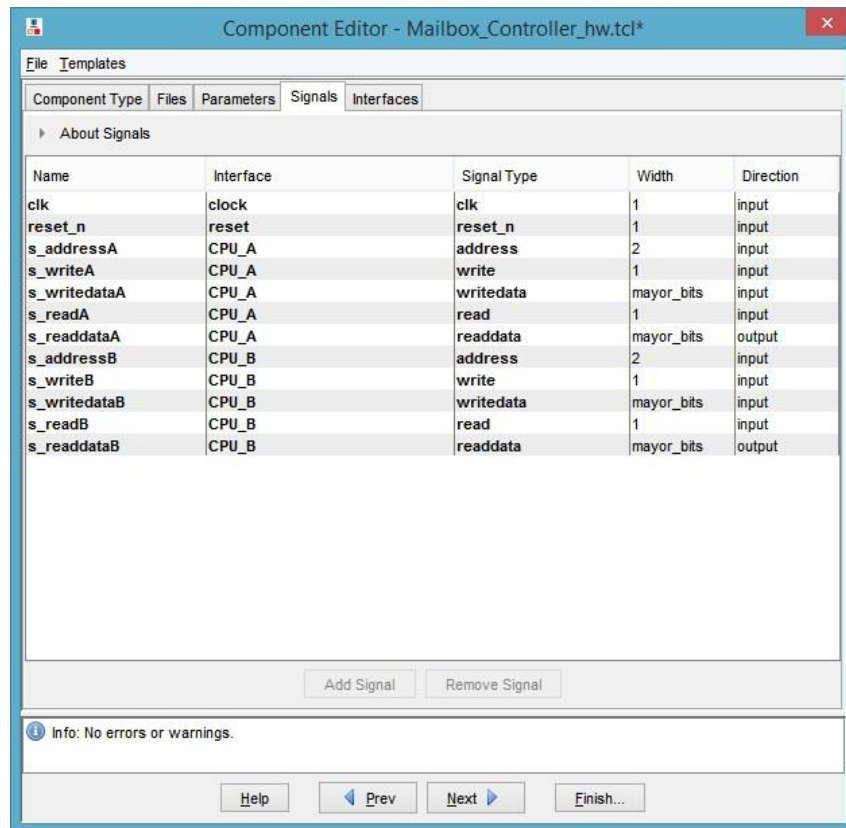 Component Editor - Mailbox_Controller_hw.tcl*
File Templates
Component Type Files Parameters Signals Interfaces
About Signals
Name Interface Signal Type Width Direction
clk clock clk 1 input
reset_n reset reset_n 1 input
s_addressA CPU_A address 2 input
s_writeA CPU_A write 1 input
s_writedataA CPU_A writedata mayor_bits input
s_readA CPU_A read 1 input
s_readdataA CPU_A readdata mayor_bits output
s_addressB CPU_B address 2 input
s_writeB CPU_B write 1 input
s_writedataB CPU_B writedata mayor_bits input
s_readB CPU_B read 1 input
s_readdataB CPU_B readdata mayor_bits output
Add Signal Remove Signal
Info: No errors or warnings.
Help Prev Next Finish...